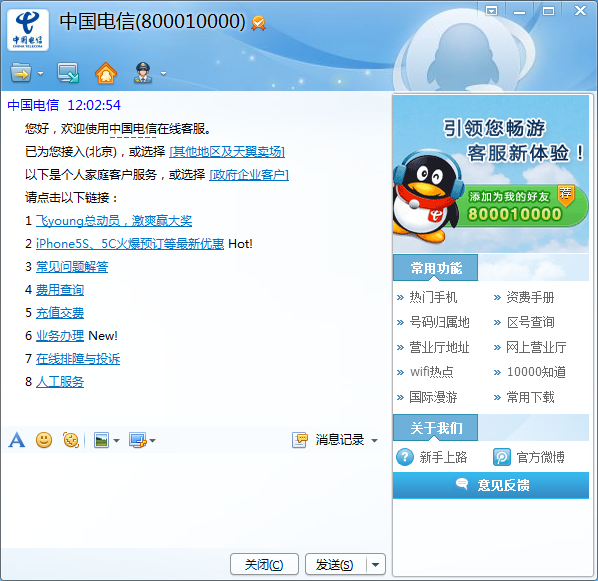 中国电信
CHINA TELECOM
中国电信(800010000)
中国电信 12:02:54
您好，欢迎使用中国电信在线客服。
已为您接入(北京)，或选择 [其他地区及天翼卖场]
以下是个人家庭客户服务，或选择 [政府企业客户]
请点击以下链接：
1 飞young总动员，激爽赢大奖
2 iPhone5S、5C火爆预订等最新优惠 Hot!
3 常见问题解答
4 费用查询
5 充值交费
6 业务办理 New!
7 在线排障与投诉
8 人工服务
消息记录
关闭(C) 发送(S)
引领您畅游
客服新体验！
添加为我的好友 荐
800010000
常用功能
» 热门手机 » 资费手册
» 号码归属地 » 区号查询
» 营业厅地址 » 网上营业厅
» wifi热点 » 10000知道
» 国际漫游 » 常用下载
关于我们
? 新手上路 官方微博
意见反馈